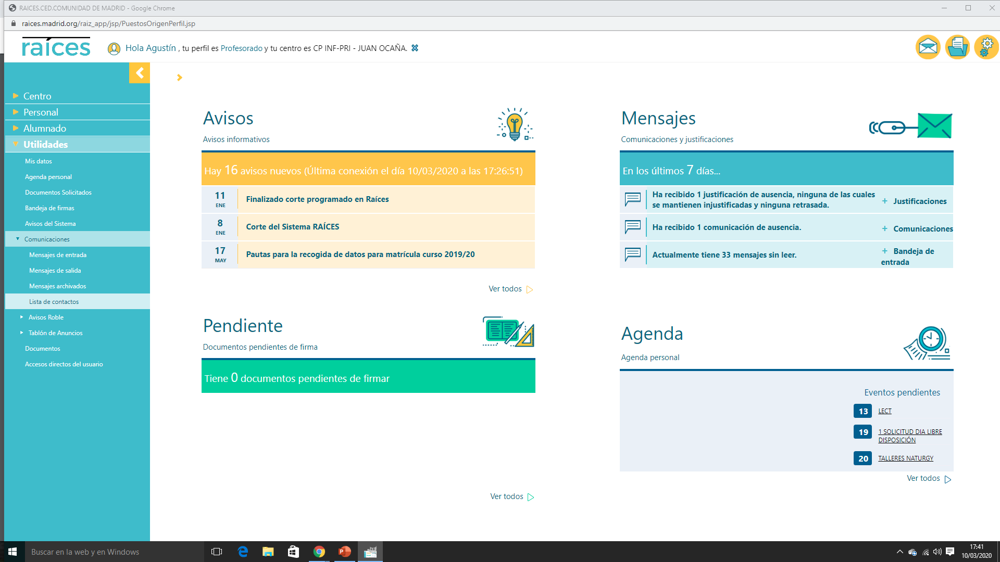 RAICES.CED.COMUNIDAD DE MADRID - Google Chrome
raices.madrid.org/raiz_app/jsp/PuestosOrigenPerfil.jsp
raíces
Hola Agustín , tu perfil es Profesorado y tu centro es CP INF-PRI - JUAN OCAÑA.
Centro
Personal
Alumnado
Utilidades
Mis datos
Agenda personal
Documentos Solicitados
Bandeja de firmas
Avisos del Sistema
Comunicaciones
Mensajes de entrada
Mensajes de salida
Mensajes archivados
Lista de contactos
Avisos Roble
Tablón de Anuncios
Documentos
Accesos directos del usuario
Avisos
Avisos informativos
Hay 16 avisos nuevos (Última conexión el día 10/03/2020 a las 17:26:51)
11
ENE
Finalizado corte programado en Raíces
8
ENE
Corte del Sistema RAÍCES
17
MAY
Pautas para la recogida de datos para matrícula curso 2019/20
Ver todos
Mensajes
Comunicaciones y justificaciones
En los últimos 7 días...
Ha recibido 1 justificación de ausencia, ninguna de las cuales
se mantienen injustificadas y ninguna retrasada.
+ Justificaciones
Ha recibido 1 comunicación de ausencia.
+ Comunicaciones
Actualmente tiene 33 mensajes sin leer.
+ Bandeja de
entrada
Pendiente
Documentos pendientes de firma
Tiene 0 documentos pendientes de firmar
Ver todos
Agenda
Agenda personal
Eventos pendientes
13 LECT
19 1 SOLICITUD DIA LIBRE
DISPOSICIÓN
20 TALLERES NATURGY
Ver todos
Buscar en la web y en Windows
17:41
10/03/2020